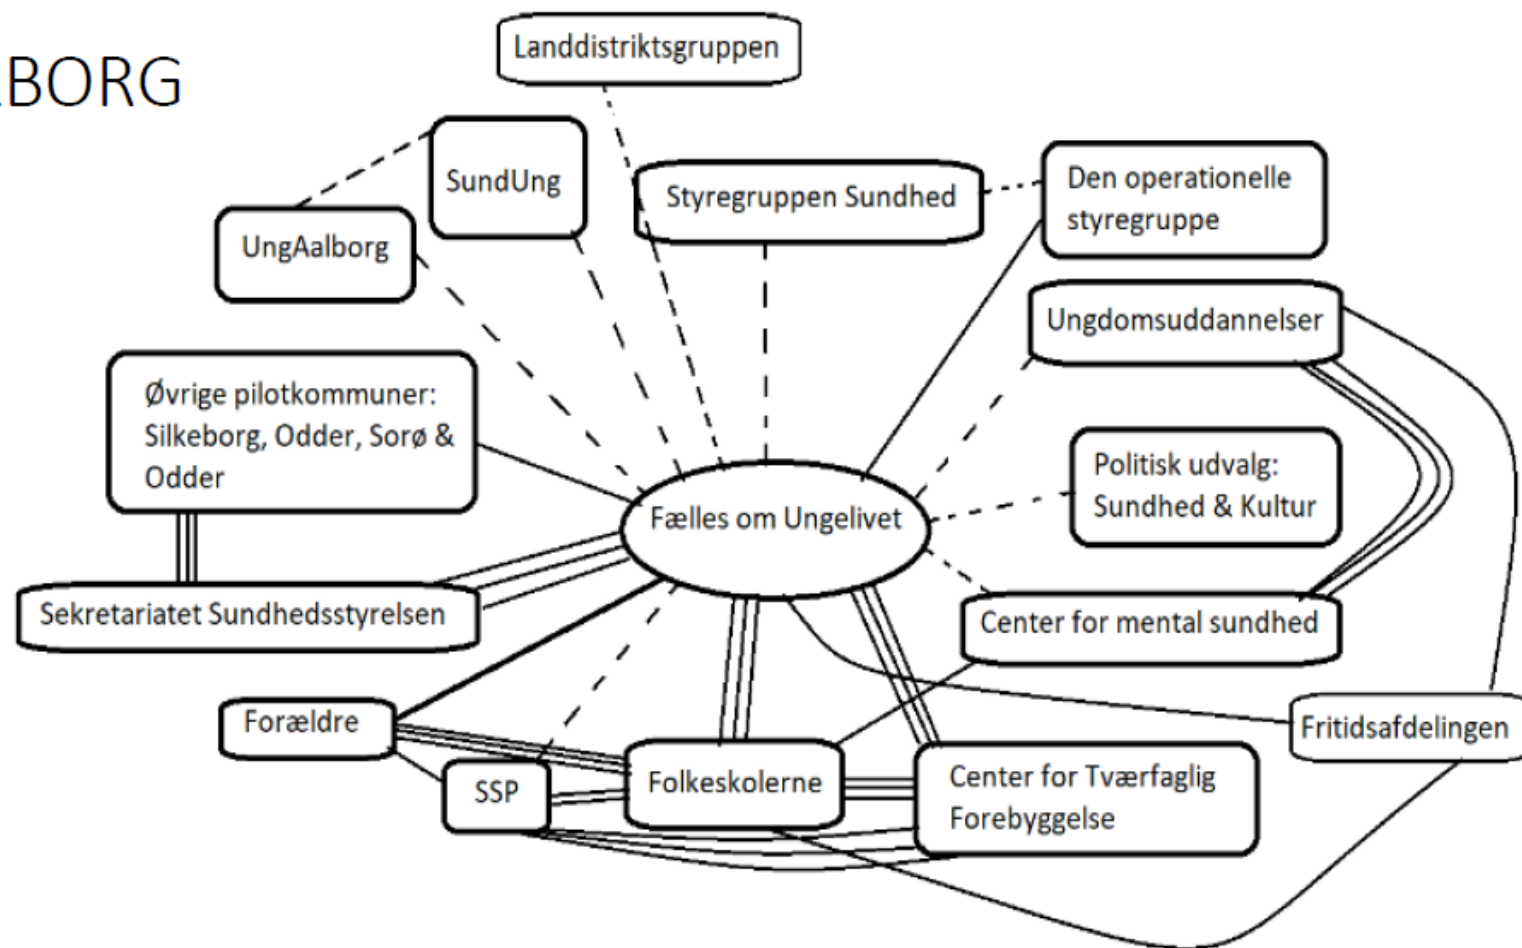 BORG
Landdistriktsgruppen
SundUng
Styregruppen Sundhed
Den operationelle
styregruppe
UngAalborg
Ungdomsuddannelser
Øvrige pilotkommuner:
Silkeborg, Odder, Sorø &
Odder
Politisk udvalg:
Sundhed & Kultur
Fælles om Ungelivet
Sekretariatet Sundhedsstyrelsen
Center for mental sundhed
Forældre
Fritidsafdelingen
SSP
Folkeskolerne
Center for Tværfaglig
Forebyggelse